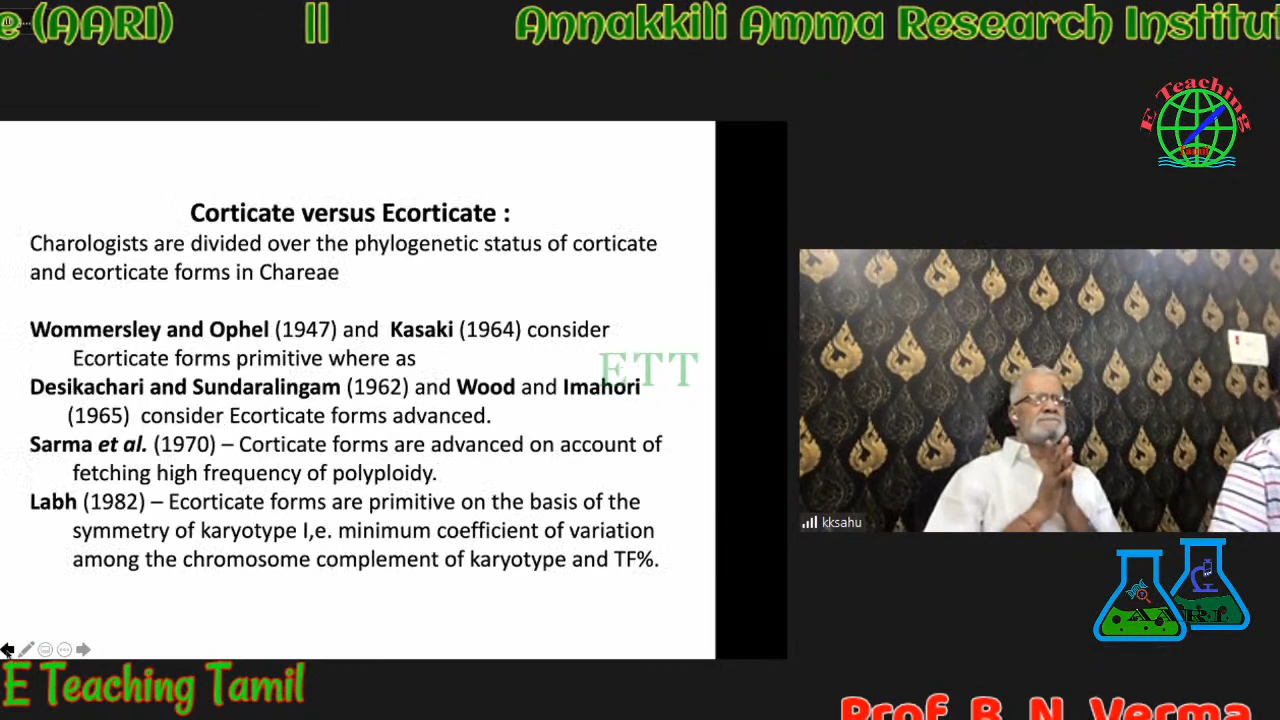 e (AARI) || Annakkili Amma Research Institu
E Teaching
Tamil
Corticate versus Ecorticate :
Charologists are divided over the phylogenetic status of corticate
and ecorticate forms in Chareae
Wommersley and Ophel (1947) and Kasaki (1964) consider
Ecorticate forms primitive where as
ETT
Desikachari and Sundaralingam (1962) and Wood and Imahori
(1965) consider Ecorticate forms advanced.
Sarma et al. (1970) – Corticate forms are advanced on account of
fetching high frequency of polyploidy.
Labh (1982) – Ecorticate forms are primitive on the basis of the
symmetry of karyotype I,e. minimum coefficient of variation
among the chromosome complement of karyotype and TF%.
kksahu
AARI
E Teaching Tamil
Prof. B. N. Verma